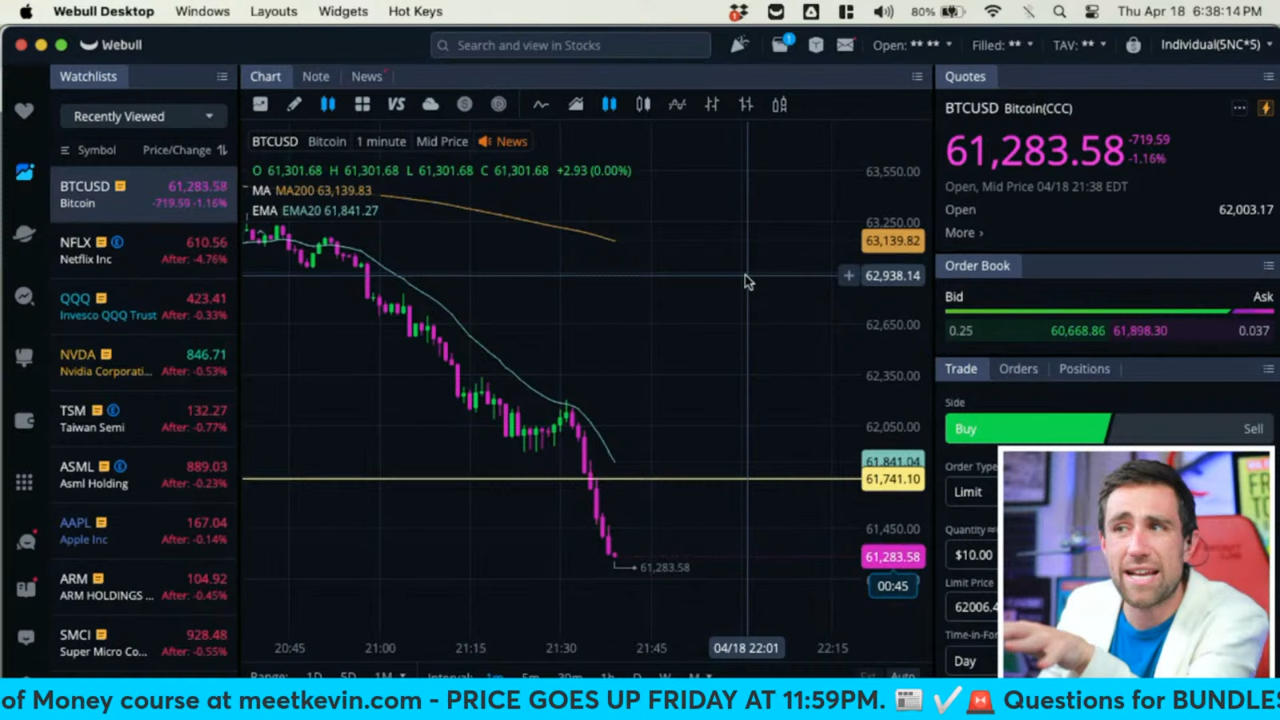 Webull Desktop Windows Layouts Widgets Hot Keys 80% Thu Apr 18 6:38:14 PM
Webull Search and view in Stocks 1 Open: ** ** Filled: ** TAV: ** Individual(5NC*5)
Watchlists
Recently Viewed
Symbol Price/Change
BTCUSD 61,283.58
Bitcoin -719.59 -1.16%
NFLX 610.56
Netflix Inc After: -4.76%
QQQ 423.41
Invesco QQQ Trust After: -0.33%
NVDA 846.71
Nvidia Corporati... After: -0.53%
TSM 132.27
Taiwan Semi After: -0.77%
ASML 889.03
Asml Holding After: -0.23%
AAPL 167.04
Apple Inc After: -0.14%
ARM 104.92
ARM HOLDINGS ... After: -0.45%
SMCI 928.48
Super Micro Co... After: -0.55%
Chart Note News
VS
BTCUSD Bitcoin 1 minute Mid Price News
O 61,301.68 H 61,301.68 L 61,301.68 C 61,301.68 +2.93 (0.00%)
MA MA200 63,139.83
EMA EMA20 61,841.27
63,550.00
63,250.00
63,139.82
62,938.14
62,650.00
62,350.00
62,050.00
61,841.04
61,741.10
61,450.00
61,283.58
61,283.58
00:45
20:45 21:00 21:15 21:30 21:45 04/18 22:01 22:15
Quotes
BTCUSD Bitcoin(CCC)
61,283.58 -719.59
-1.16%
Open, Mid Price 04/18 21:38 EDT
Open 62,003.17
More
Order Book
Bid Ask
0.25 60,668.86 61,898.30 0.037
Trade Orders Positions
Side
Buy Sell
Order Type
Limit
Quantity
$10.00
Limit Price
62006.4
Time-in-For
Day
of Money course at meetkevin.com - PRICE GOES UP FRIDAY AT 11:59PM. Questions for BUNDLES